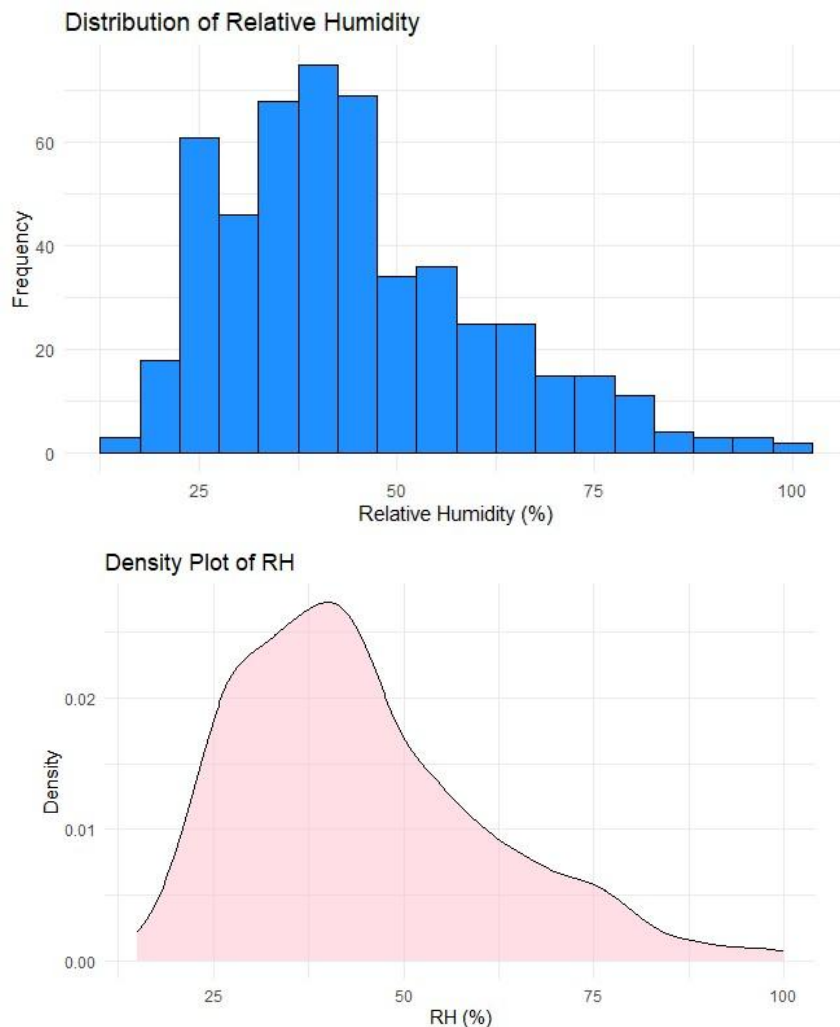 Distribution of Relative Humidity
60
40
20
0
Frequency
25 50 75 100
Relative Humidity (%)
Density Plot of RH
0.02
0.01
0.00
Density
25 50 75 100
RH (%)